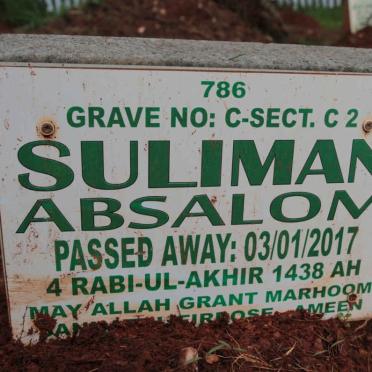 786
GRAVE NO: C-SECT. C 2
SULIMAN
ABSALOM
PASSED AWAY: 03/01/2017
4 RABI-UL-AKHIR 1438 AH
MAY ALLAH GRANT MARHOOM
AMEEN